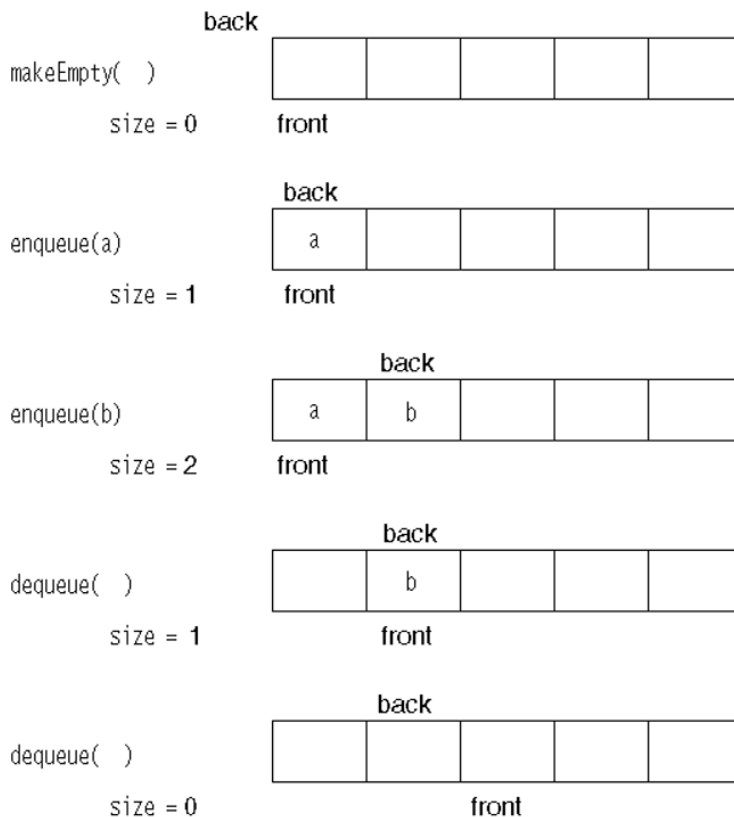 back
makeEmpty( )
size = 0 front
back
enqueue(a) a
size = 1 front
back
enqueue(b) a b
size = 2 front
back
dequeue( ) b
size = 1 front
back
dequeue( )
size = 0 front